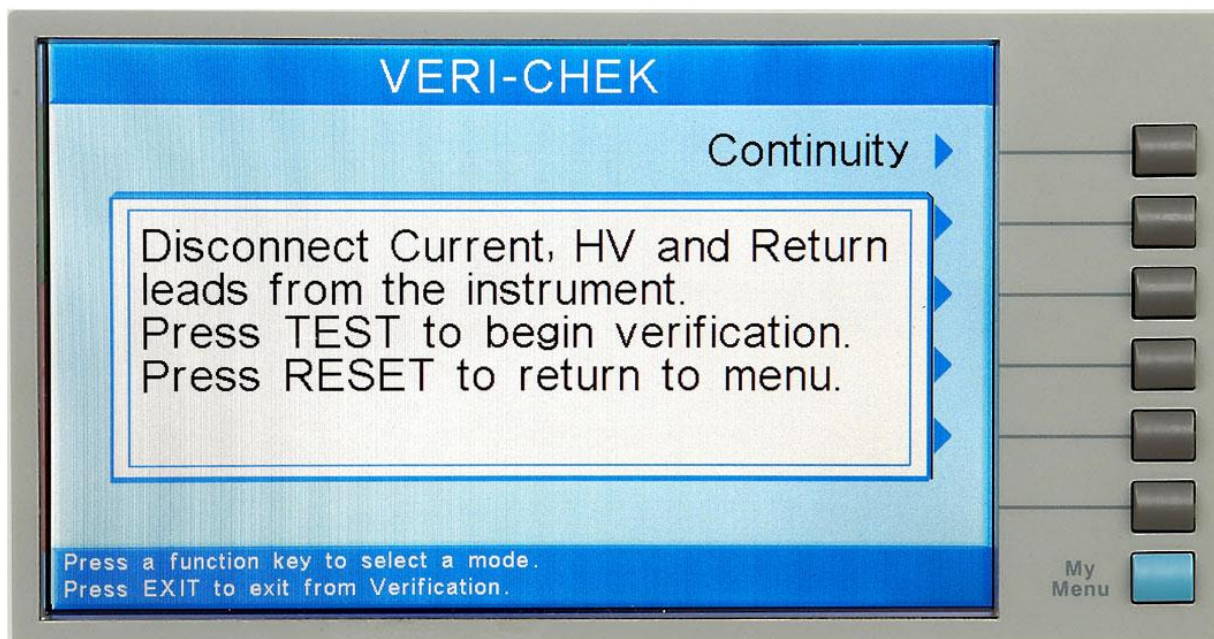 VERI-CHEK
Continuity
Disconnect Current, HV and Return
leads from the instrument.
Press TEST to begin verification.
Press RESET to return to menu.
Press a function key to select a mode.
Press EXIT to exit from Verification.
My
Menu